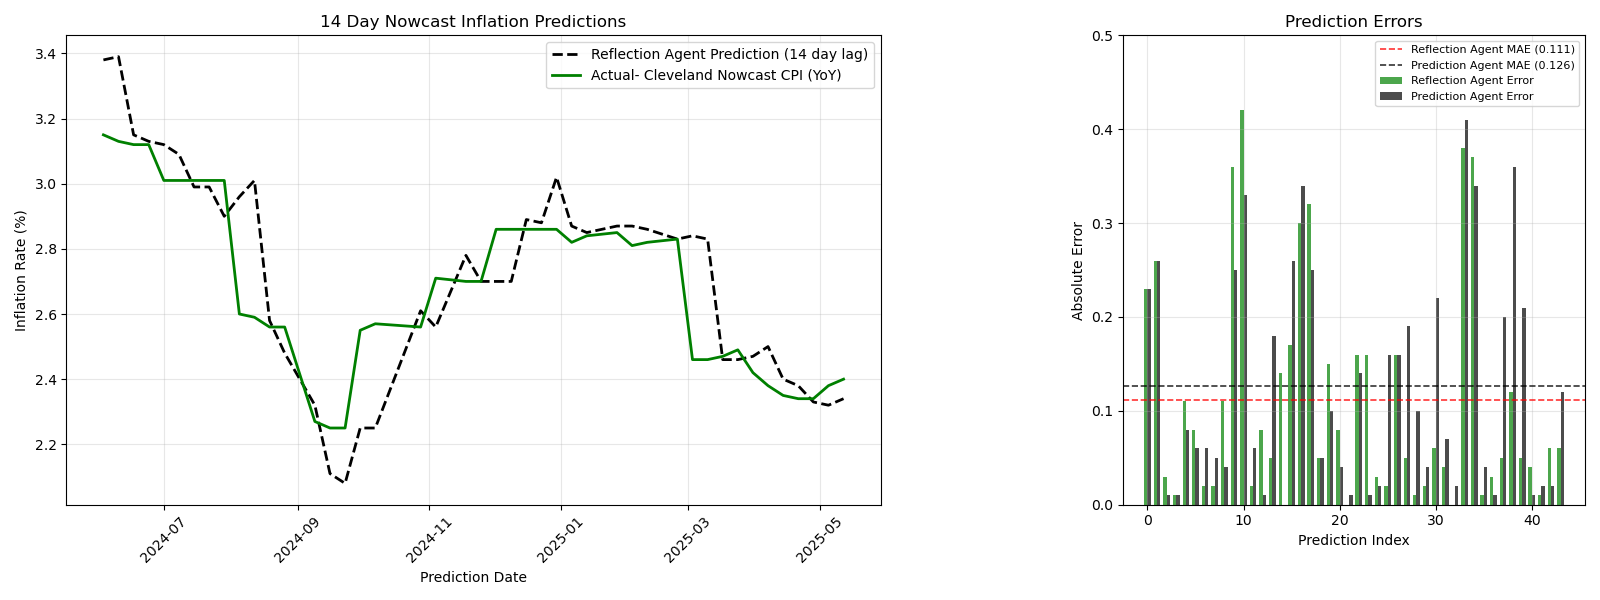 14 Day Nowcast Inflation Predictions
Reflection Agent Prediction (14 day lag)
Actual- Cleveland Nowcast CPI (YoY)
Inflation Rate (%)
3.4
3.2
3.0
2.8
2.6
2.4
2.2
2024-07
2024-09
2024-11
2025-01
2025-03
2025-05
Prediction Date
Prediction Errors
Reflection Agent MAE (0.111)
Prediction Agent MAE (0.126)
Reflection Agent Error
Prediction Agent Error
Absolute Error
0.5
0.4
0.3
0.2
0.1
0.0
0
10
20
30
40
Prediction Index